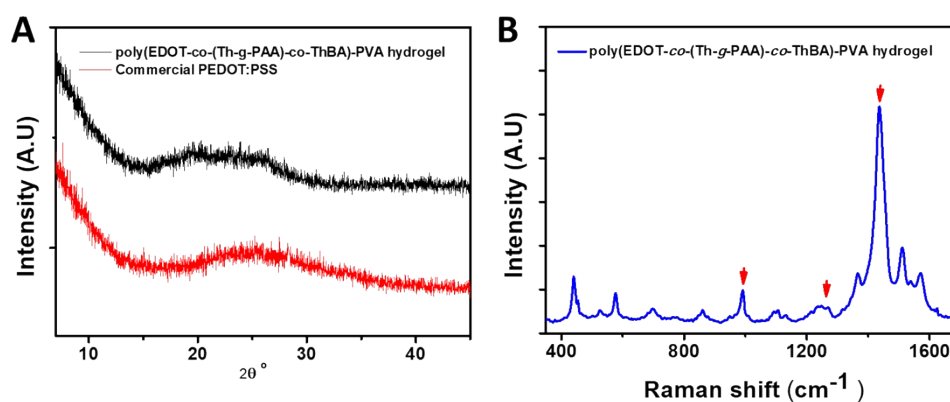 A
poly(EDOT-co-(Th-g-PAA)-co-ThBA)-PVA hydrogel
Commercial PEDOT:PSS
Intensity (A.U)
10 20 30 40
2θ °
B
poly(EDOT-co-(Th-g-PAA)-co-ThBA)-PVA hydrogel
Intensity (A.U)
400 800 1200 1600
Raman shift (cm⁻¹)